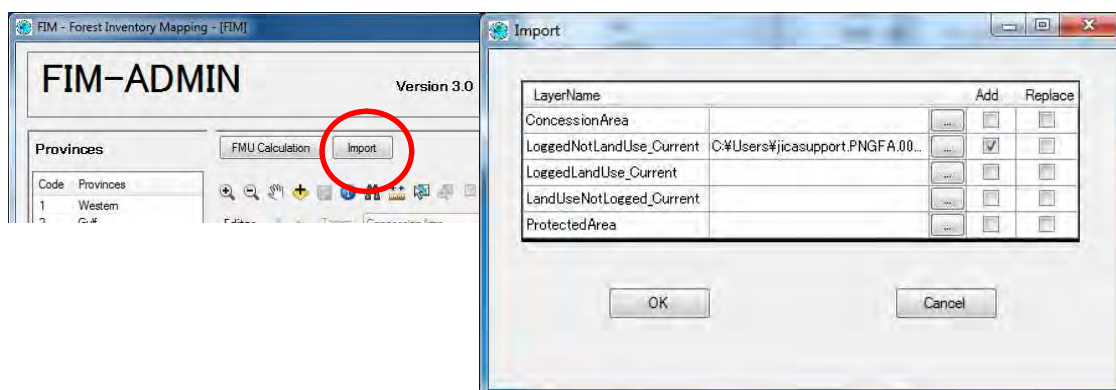 FIM - Forest Inventory Mapping - [FIM]
FIM-ADMIN
Version 3.0
Provinces
FMU Calculation
Import
Code Provinces
1 Western
Import
LayerName Add Replace
ConcessionArea ...
LoggedNotLandUse_Current C:¥Users¥jicasupport.PNGFA.00... ...
LoggedLandUse_Current ...
LandUseNotLogged_Current ...
ProtectedArea ...
OK Cancel